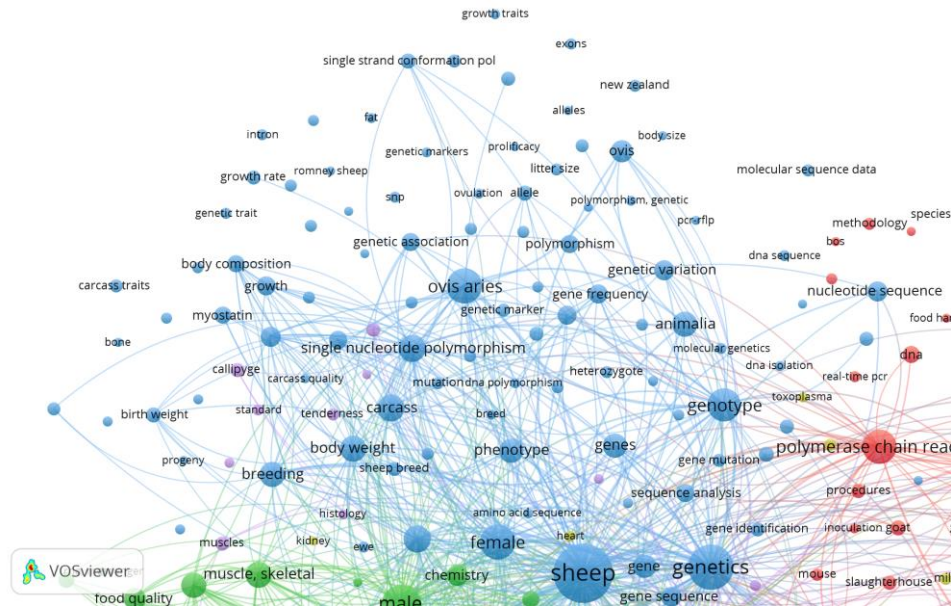 growth traits
exons
single strand conformation pol
new zealand
alleles
fat
intron
body size
prolificacy
genetic markers
ovis
romney sheep
litter size
molecular sequence data
growth rate
snp
ovulation
allele
polymorphism, genetic
genetic trait
pcr-rflp
species
methodology
genetic association
polymorphism
bos
dna sequence
body composition
genetic variation
carcass traits
growth
ovis aries
gene frequency
nucleotide sequence
myostatin
genetic marker
animalia
food har
bone
single nucleotide polymorphism
molecular genetics
dna
callipyge
carcass quality
mutation
dna polymorphism
heterozygote
dna isolation
real-time pcr
toxoplasma
birth weight
standard
tenderness
carcass
breed
genotype
body weight
phenotype
genes
polymerase chain reac
progeny
breeding
sheep breed
gene mutation
sequence analysis
procedures
histology
amino acid sequence
gene identification
inoculation
goat
muscles
kidney
ewe
female
heart
VOSviewer
muscle, skeletal
chemistry
sheep
gene
genetics
mouse
slaughterhouse
mil
food quality
male
gene sequence